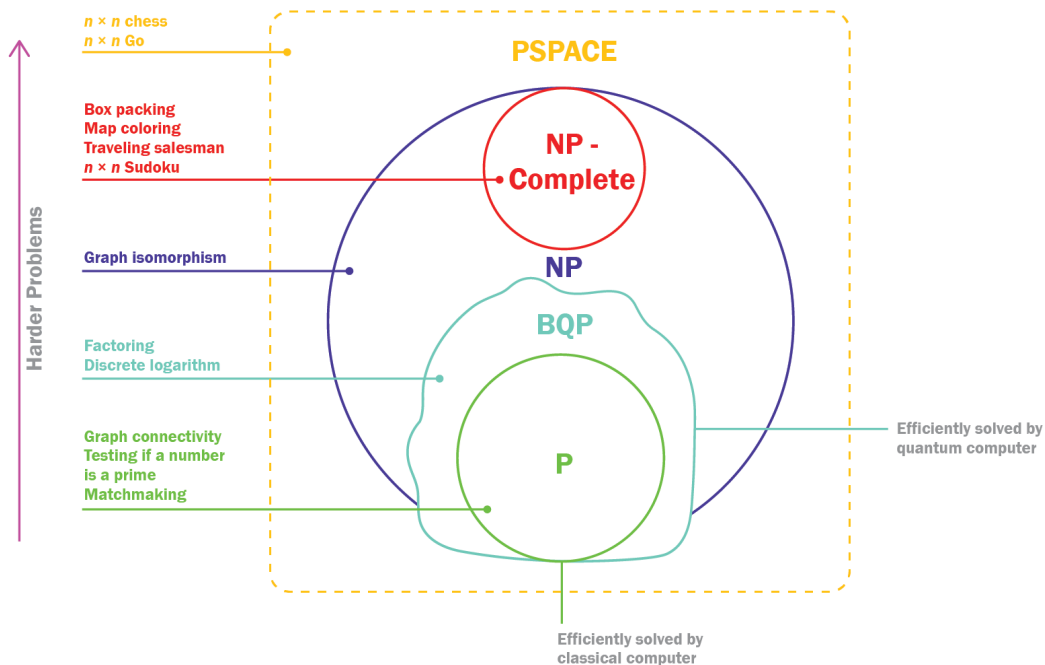 n × n chess
n × n Go
PSPACE
Box packing
Map coloring
Traveling salesman
n × n Sudoku
NP -
Complete
Harder Problems
Graph isomorphism
NP
BQP
Factoring
Discrete logarithm
Graph connectivity
Testing if a number
is a prime
Matchmaking
P
Efficiently solved by
quantum computer
Efficiently solved by
classical computer